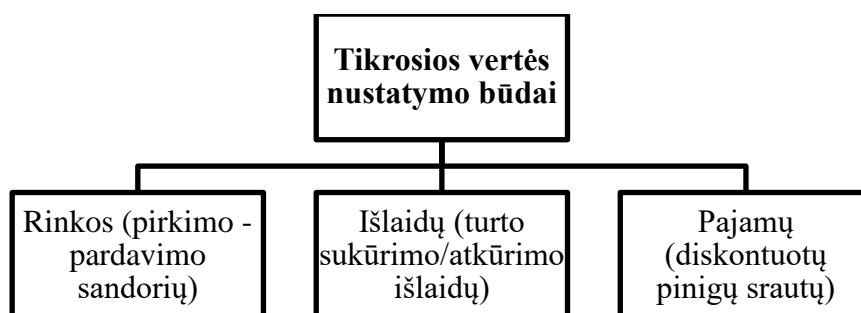 Tikrosios vertės
nustatymo būdai
Rinkos (pirkimo -
pardavimo
sandorių)
Išlaidų (turto
sukūrimo/atkūrimo
išlaidų)
Pajamų
(diskontuotų
pinigų srautų)